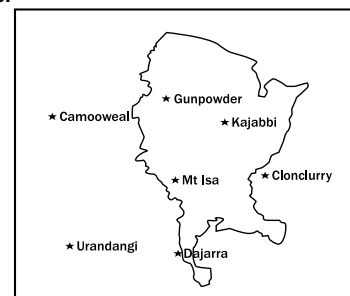 Gunpowder
Camooweal
Kajabbi
Mt Isa
Clonclurry
Urandangi
Dajarra